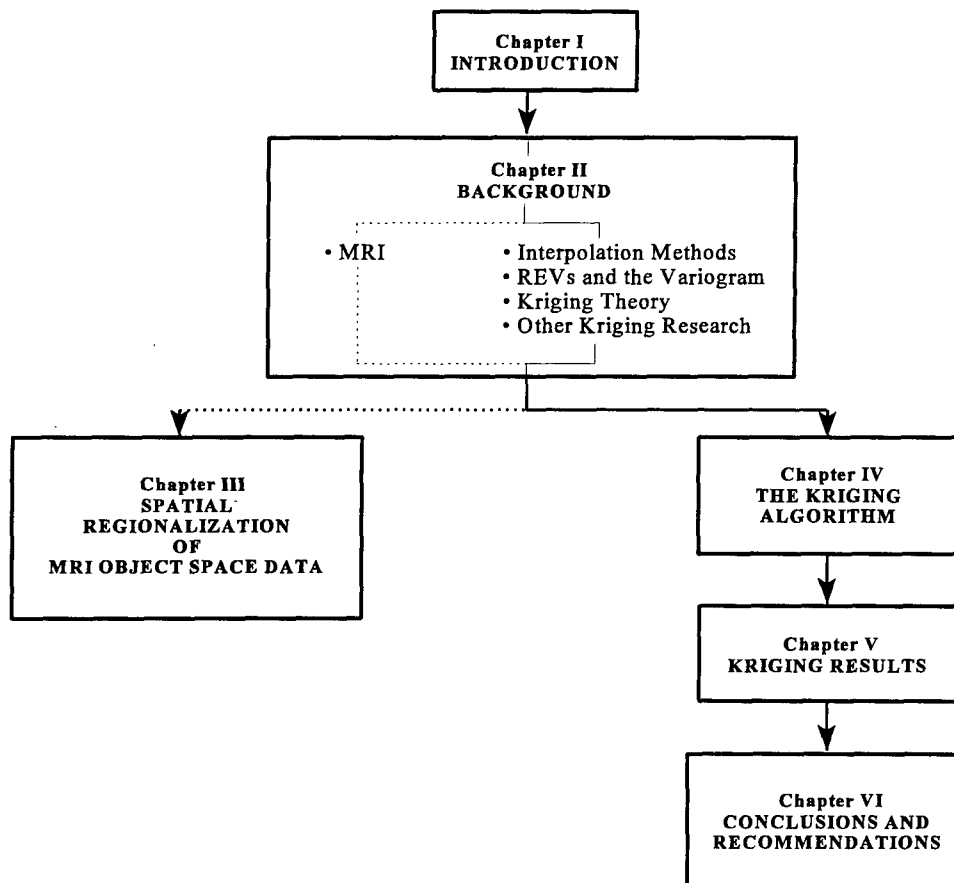 Chapter I
INTRODUCTION
Chapter II
BACKGROUND
• MRI
• Interpolation Methods
• REVs and the Variogram
• Kriging Theory
• Other Kriging Research
Chapter III
SPATIAL
REGIONALIZATION
OF
MRI OBJECT SPACE DATA
Chapter IV
THE KRIGING
ALGORITHM
Chapter V
KRIGING RESULTS
Chapter VI
CONCLUSIONS AND
RECOMMENDATIONS